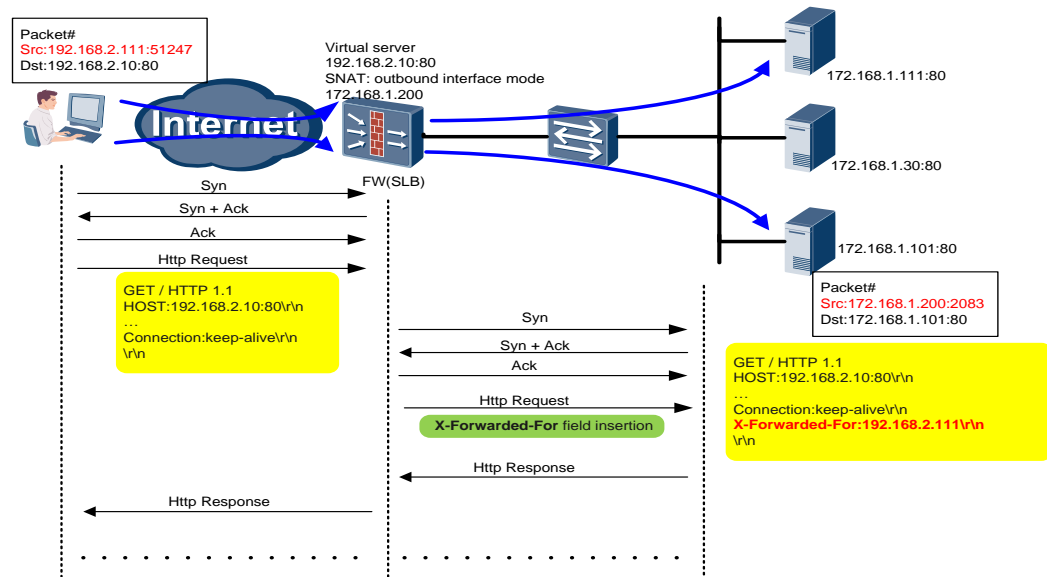 Packet#
Src:192.168.2.111:51247
Dst:192.168.2.10:80
Internet
Virtual server
192.168.2.10:80
SNAT: outbound interface mode
172.168.1.200
FW(SLB)
172.168.1.111:80
172.168.1.30:80
172.168.1.101:80
Packet#
Src:172.168.1.200:2083
Dst:172.168.1.101:80
Syn
Syn + Ack
Ack
Http Request
GET / HTTP 1.1
HOST:192.168.2.10:80\r\n
…
Connection:keep-alive\r\n
\r\n
Syn
Syn + Ack
Ack
Http Request
X-Forwarded-For field insertion
GET / HTTP 1.1
HOST:192.168.2.10:80\r\n
…
Connection:keep-alive\r\n
X-Forwarded-For:192.168.2.111\r\n
\r\n
Http Response
Http Response